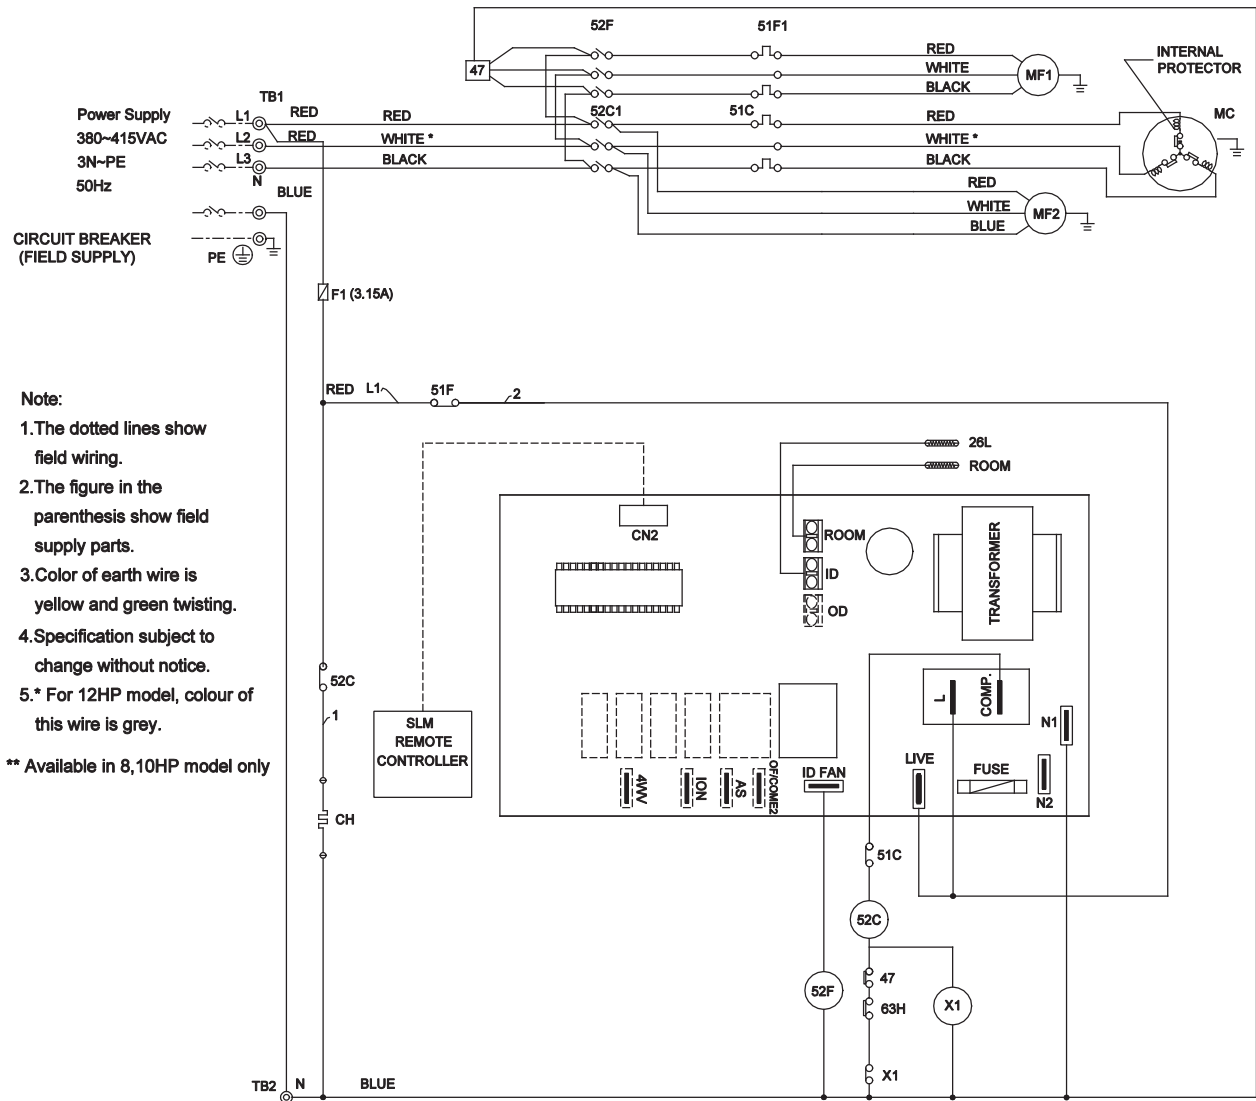 52F
51F1
47
RED
WHITE
BLACK
MF1
INTERNAL
PROTECTOR
TB1
Power Supply
380~415VAC
3N~PE
50Hz
L1
RED
RED
52C1
51C
RED
MC
L2
RED
WHITE *
WHITE *
L3
BLACK
BLACK
N
BLUE
RED
WHITE
BLUE
MF2
CIRCUIT BREAKER
(FIELD SUPPLY)
PE
F1 (3.15A)
RED
L1
51F
2
Note:
1.The dotted lines show
field wiring.
2.The figure in the
parenthesis show field
supply parts.
3.Color of earth wire is
yellow and green twisting.
4.Specification subject to
change without notice.
5.* For 12HP model, colour of
this wire is grey.
** Available in 8,10HP model only
26L
ROOM
CN2
ROOM
ID
OD
TRANSFORMER
52C
1
SLM
REMOTE
CONTROLLER
CH
L
COMP.
N1
LIVE
FUSE
N2
4WV
ION
AS
OF/COME2
ID FAN
51C
52C
47
52F
63H
X1
X1
TB2
N
BLUE